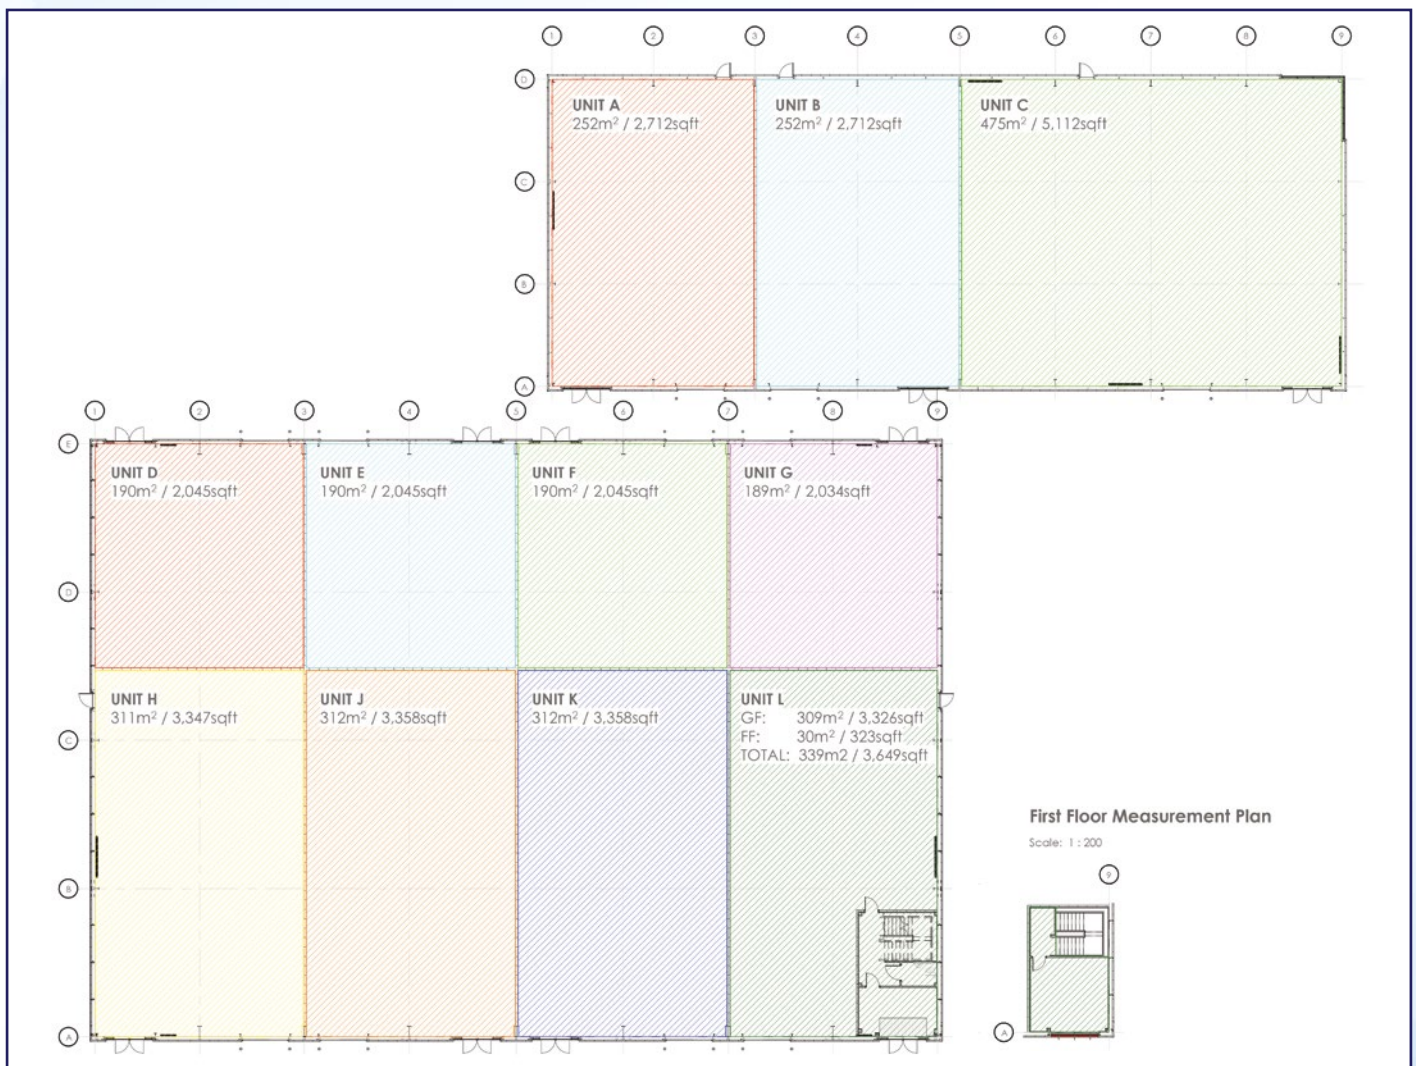 1 2 3 4 5 6 7 8 9
D
UNIT A
252m² / 2,712sqft
UNIT B
252m² / 2,712sqft
UNIT C
475m² / 5,112sqft
C
B
A
1 2 3 4 5 6 7 8 9
E
UNIT D
190m² / 2,045sqft
UNIT E
190m² / 2,045sqft
UNIT F
190m² / 2,045sqft
UNIT G
189m² / 2,034sqft
D
UNIT H
311m² / 3,347sqft
UNIT J
312m² / 3,358sqft
UNIT K
312m² / 3,358sqft
UNIT L
GF: 309m² / 3,326sqft
FF: 30m² / 323sqft
TOTAL: 339m2 / 3,649sqft
C
B
A
First Floor Measurement Plan
Scale: 1 : 200
9
A